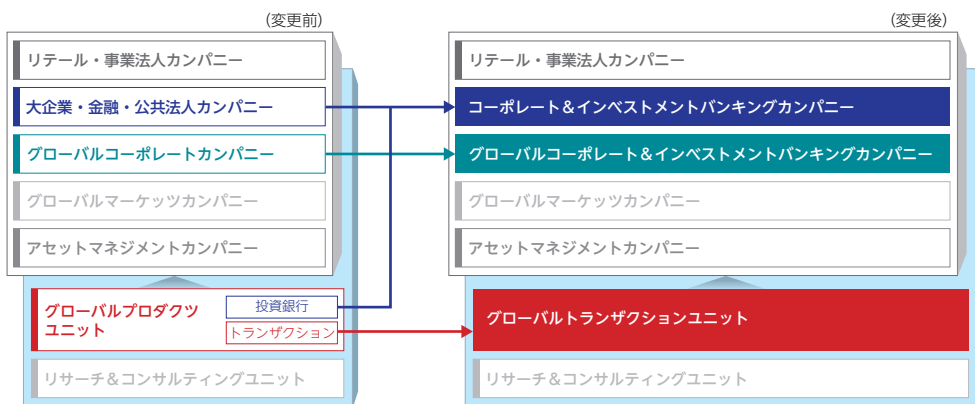 (変更前)
リテール・事業法人カンパニー
大企業・金融・公共法人カンパニー
グローバルコーポレートカンパニー
グローバルマーケッツカンパニー
アセットマネジメントカンパニー
グローバルプロダクツ
ユニット
投資銀行
トランザクション
リサーチ&コンサルティングユニット
(変更後)
リテール・事業法人カンパニー
コーポレート&インベストメントバンキングカンパニー
グローバルコーポレート&インベストメントバンキングカンパニー
グローバルマーケッツカンパニー
アセットマネジメントカンパニー
グローバルトランザクションユニット
リサーチ&コンサルティングユニット